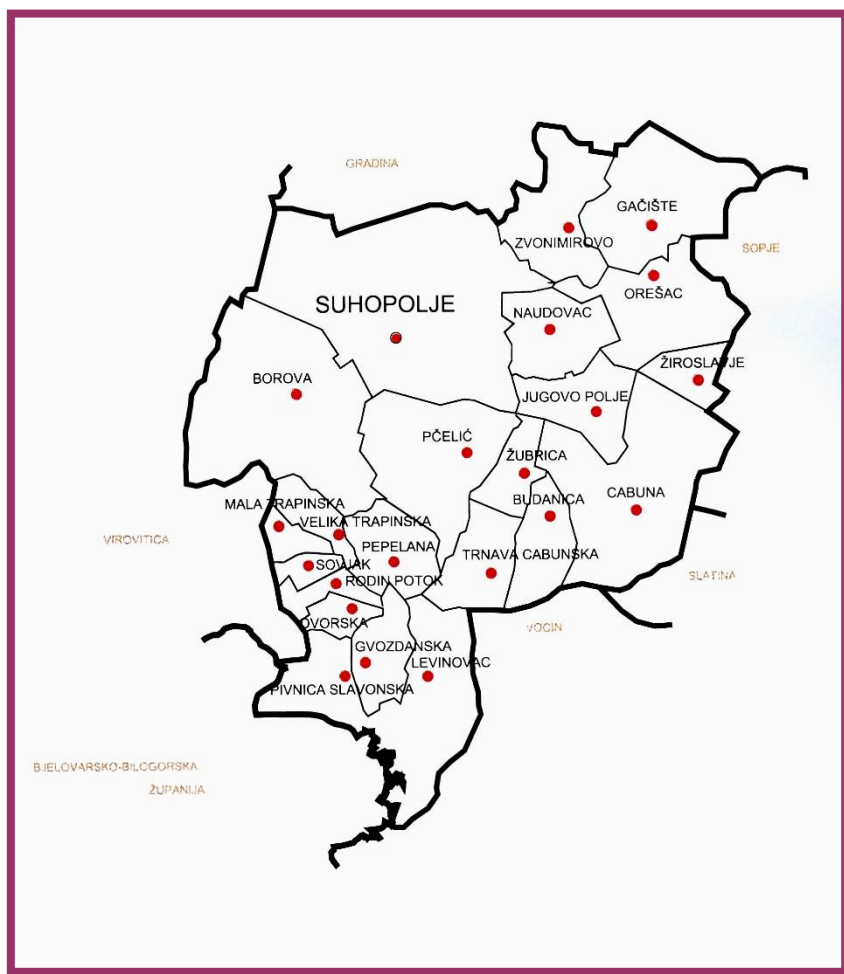 GRADINA
GAČIŠTE
ZVONIMIROVO
SOPJE
OREŠAC
SUHOPOLJE
NAUDOVAC
ŽIROSLAVJE
BOROVA
JUGOVO POLJE
PČELIĆ
ŽUBRICA
CABUNA
BUDANICA
MALA TRAPINSKA
VELIKA TRAPINSKA
VIROVITICA
PEPELANA
TRNAVA CABUNSKA
SOVJAK
RODIN POTOK
SLATINA
DVORSKA
VOCIN
GVOZDANSKA
LEVINOVAC
PIVNICA SLAVONSKA
BJELOVARSKO-BILOGORSKA
ŽUPANIJA